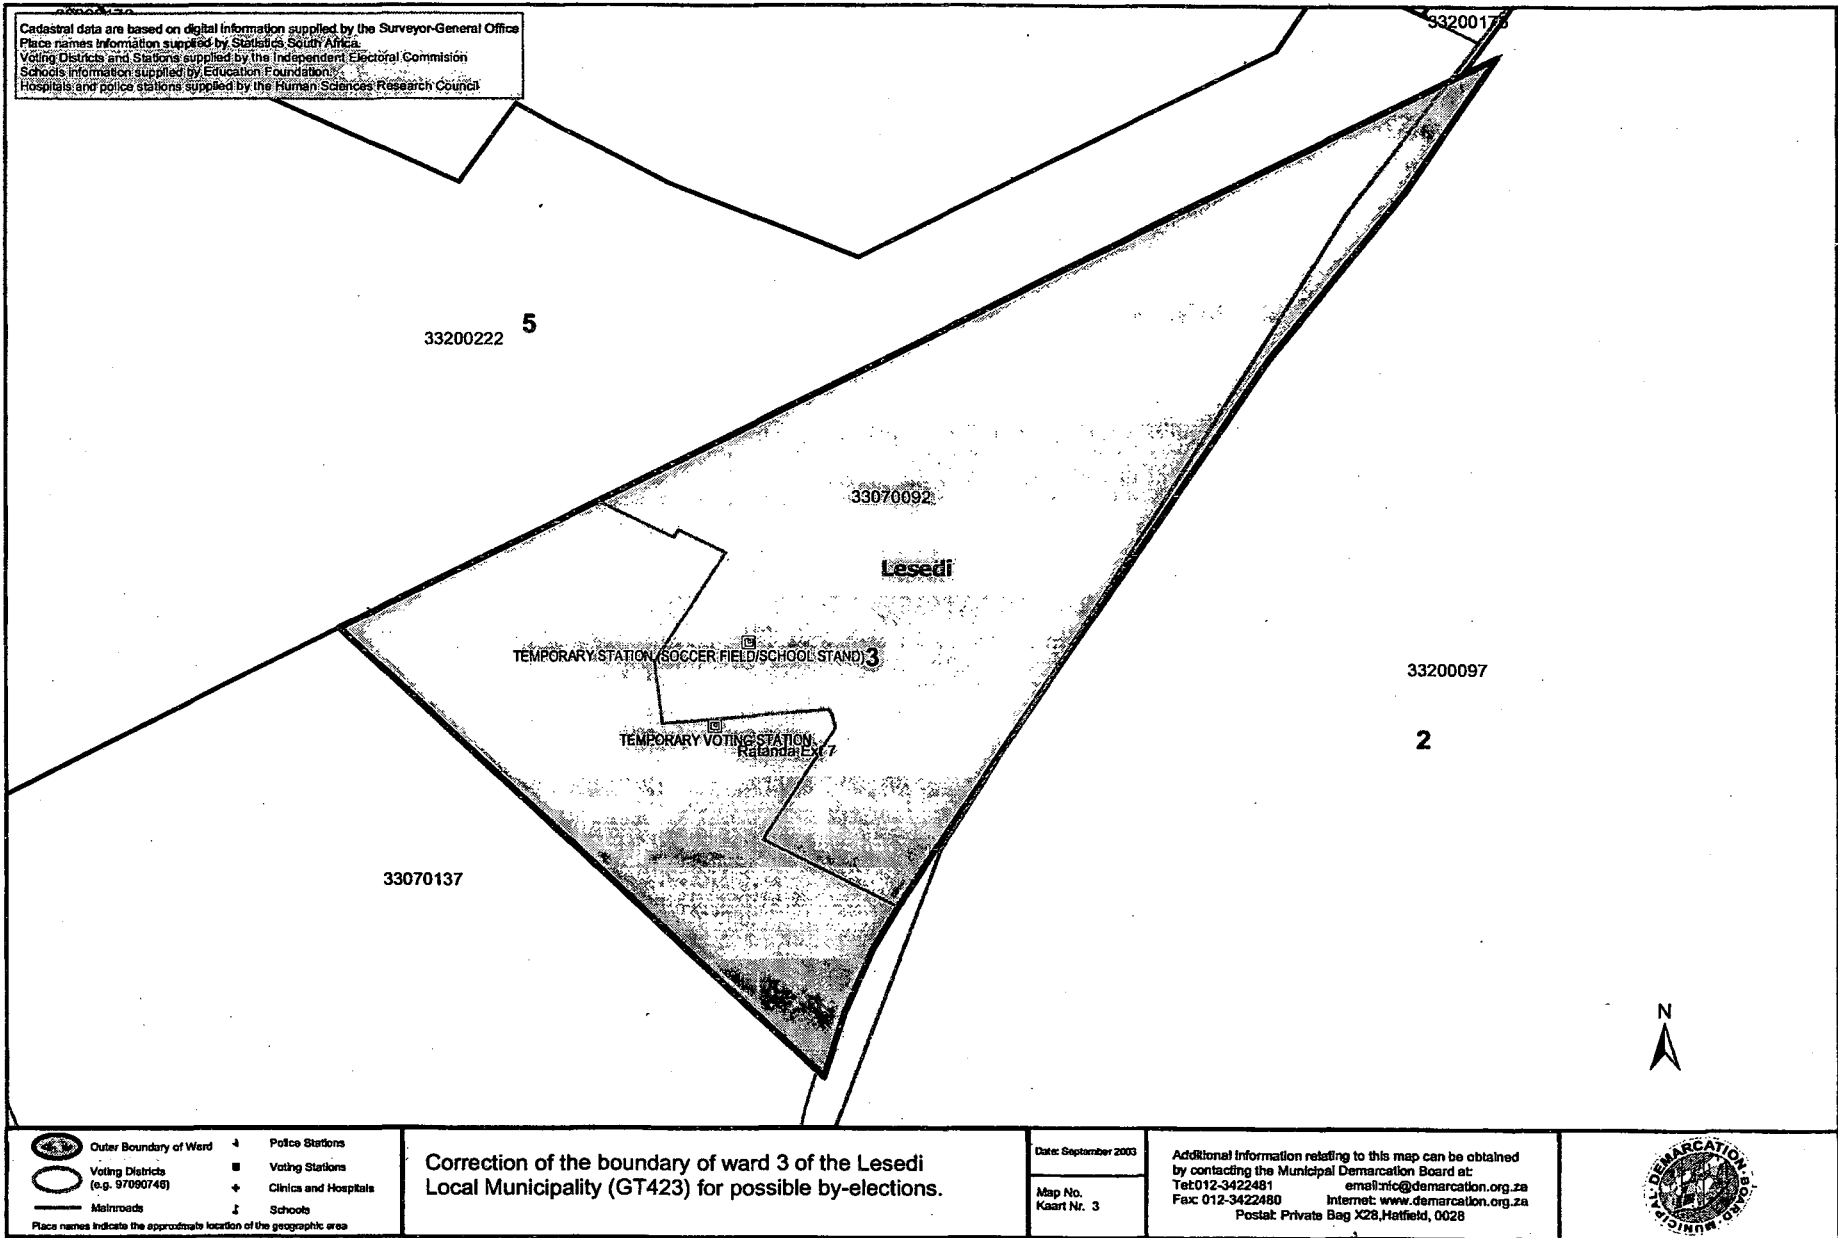 Cadastral data are based on digital information supplied by the Surveyor-General Office
Place names information supplied by Statistics South Africa.
Voting Districts and Stations supplied by the Independent Electoral Commision
Schools information supplied by Education Foundation.
Hospitals and police stations supplied by the Human Sciences Research Council
33200178
33200222 5
33070092
Lesedi
TEMPORARY STATION (SOCCER FIELD/SCHOOL STAND) 3
33200097
TEMPORARY VOTING STATION
Ratanda Ext 7
2
33070137
N
Outer Boundary of Ward
Voting Districts
(e.g. 97090746)
Mainroads
Police Stations
Voting Stations
Clinics and Hospitals
Schools
Place names indicate the approximate location of the geographic area
Correction of the boundary of ward 3 of the Lesedi
Local Municipality (GT423) for possible by-elections.
Date: September 2003
Map No.
Kaart Nr. 3
Additional information relating to this map can be obtained
by contacting the Municipal Demarcation Board at:
Tel:012-3422481 email:nic@demarcation.org.za
Fax: 012-3422480 Internet: www.demarcation.org.za
Postal: Private Bag X28,Hatfield, 0028
MUNICIPAL DEMARCATION BOARD